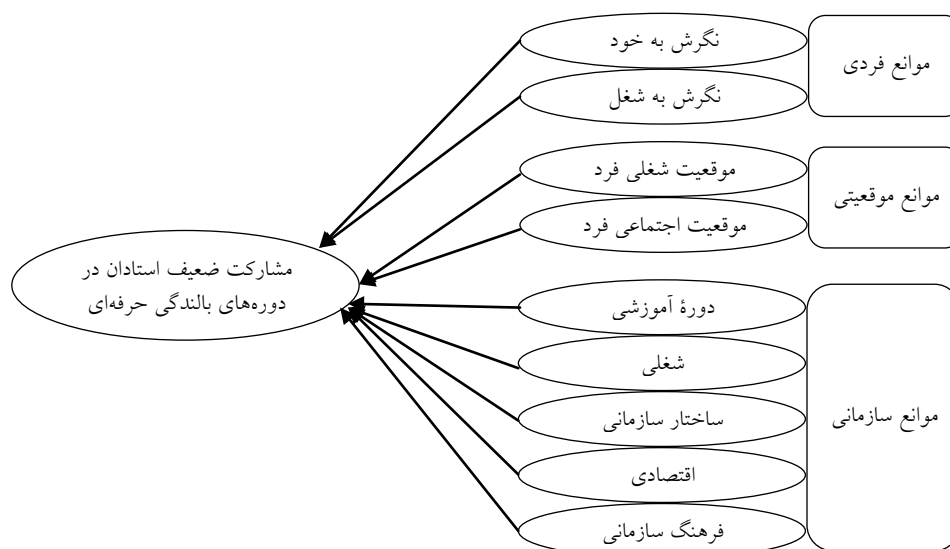 موانع فردی
نگرش به خود
نگرش به شغل
موانع موقعیتی
موقعیت شغلی فرد
موقعیت اجتماعی فرد
موانع سازمانی
دورۀ آموزشی
شغلی
ساختار سازمانی
اقتصادی
فرهنگ سازمانی
مشارکت ضعیف استادان در
دوره‌های بالندگی حرفه‌ای